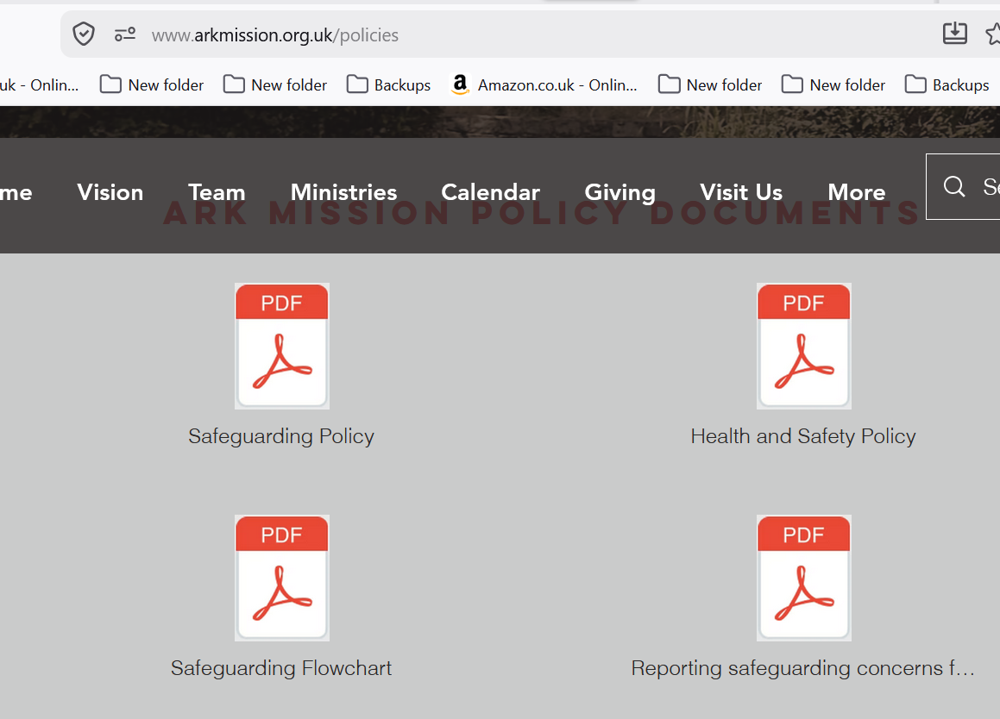 www.arkmission.org.uk/policies
uk - Onlin... New folder New folder Backups Amazon.co.uk - Onlin... New folder New folder Backups
me Vision Team Ministries Calendar Giving Visit Us More Se
ARK MISSION POLICY DOCUMENTS
PDF PDF
Safeguarding Policy Health and Safety Policy
PDF PDF
Safeguarding Flowchart Reporting safeguarding concerns f...